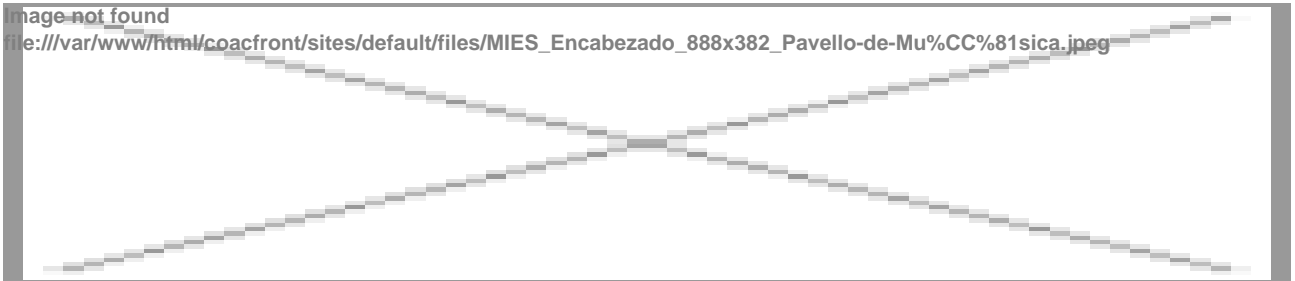 Image not found
file:///var/www/html/coacfront/sites/default/files/MIES_Encabezado_888x382_Pavello-de-Mu%CC%81sica.jpeg